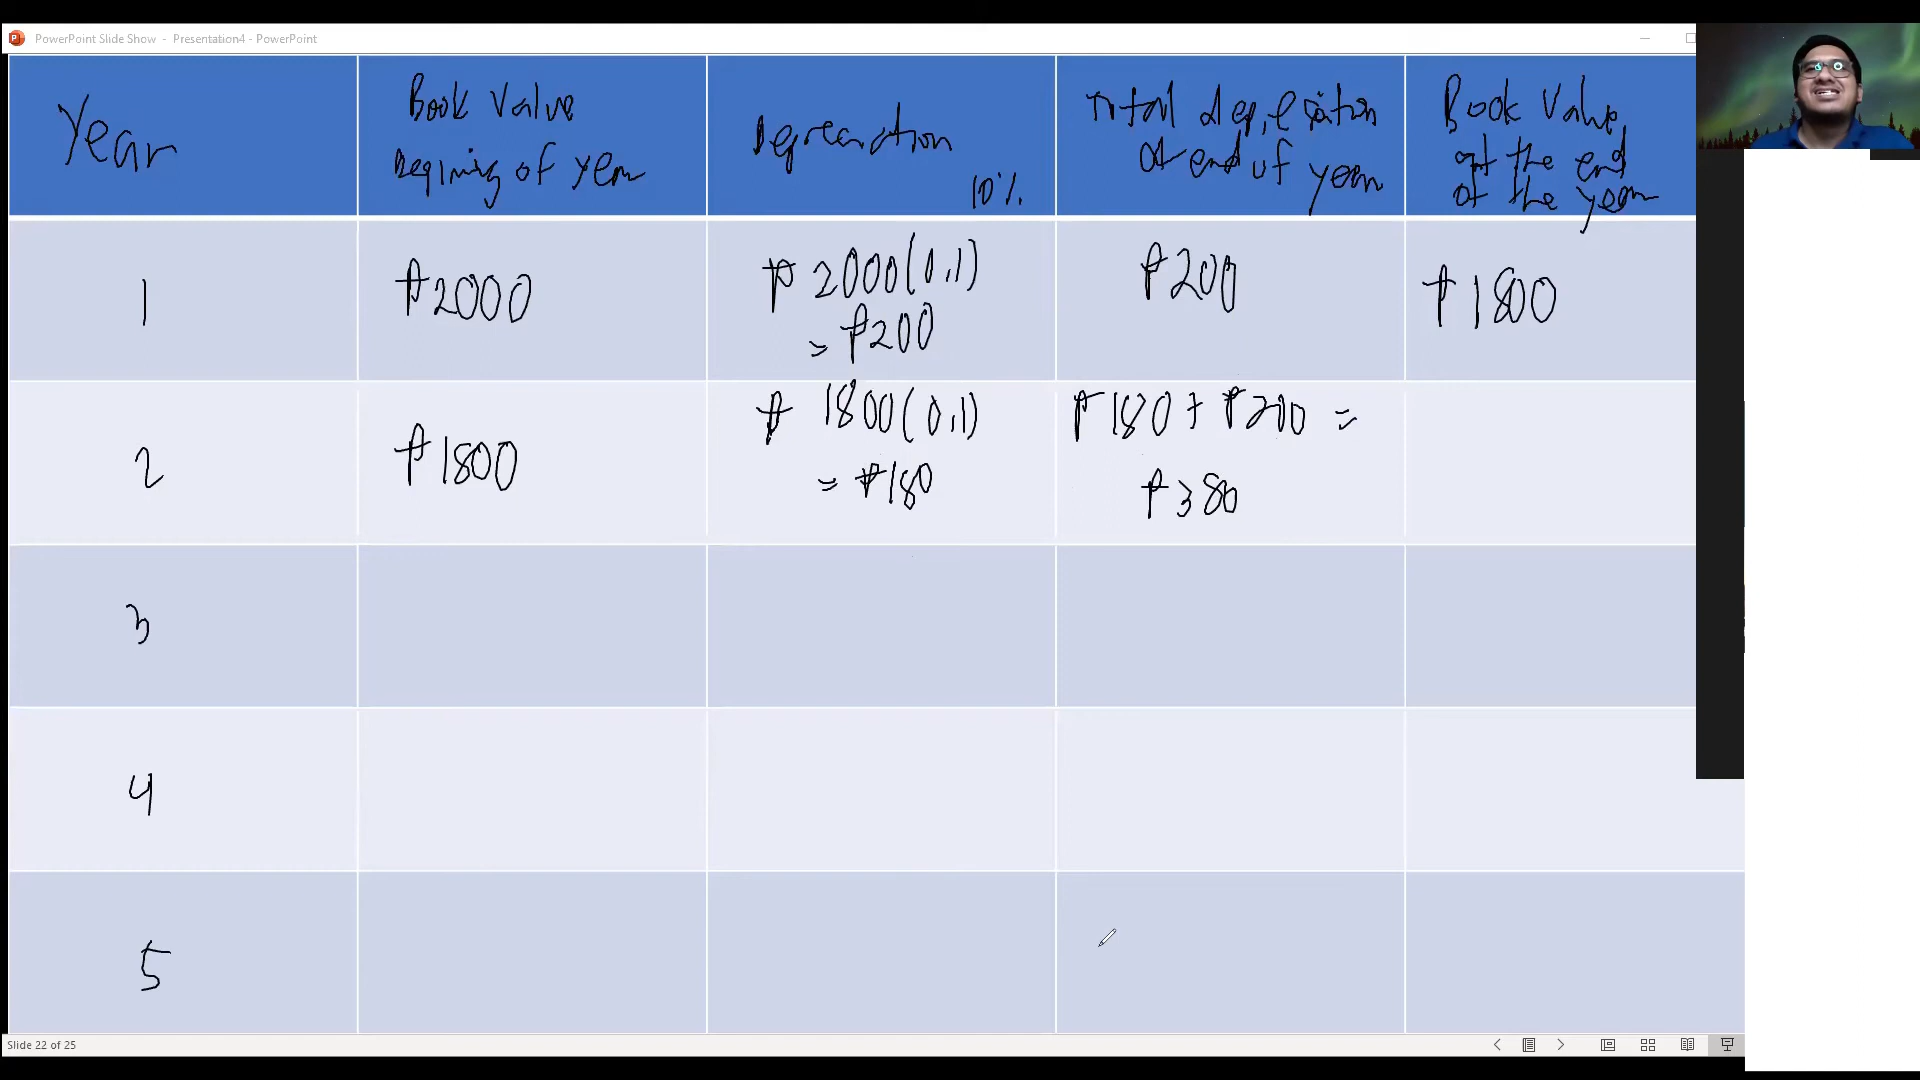 PowerPoint Slide Show - Presentation4 - PowerPoint
Year
Book Value
Beginning of Year
Depreciation
10%
Total depreciation
at end of year
Book Value
at the end
of the year
1
₱2000
₱ 2000(0.1)
= ₱200
₱200
₱1800
2
₱1800
₱ 1800(0.1)
= ₱180
₱180 + ₱200 =
₱380
3
4
5
Slide 22 of 25